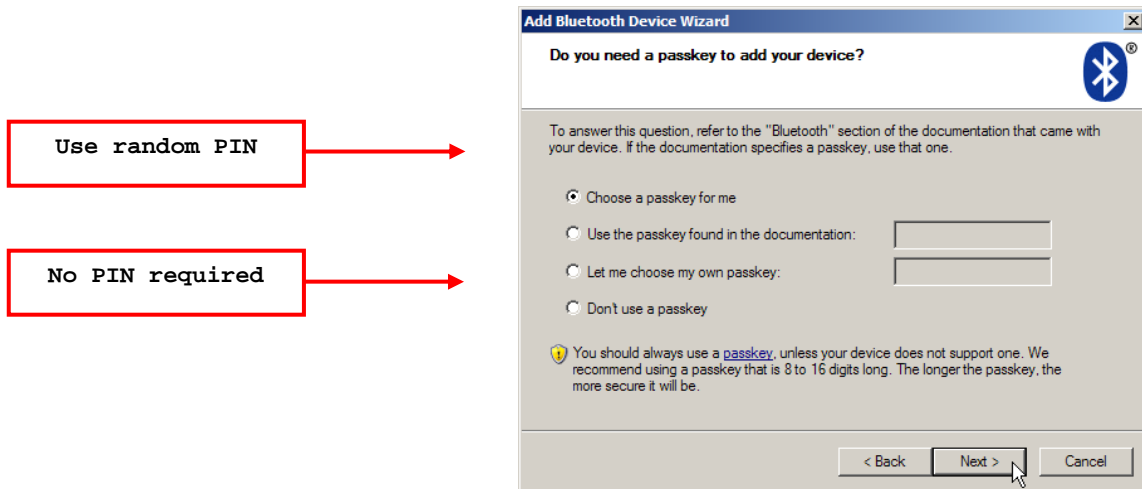 Add Bluetooth Device Wizard
Do you need a passkey to add your device?
®
Use random PIN
To answer this question, refer to the "Bluetooth" section of the documentation that came with
your device. If the documentation specifies a passkey, use that one.
Choose a passkey for me
Use the passkey found in the documentation:
No PIN required
Let me choose my own passkey:
Don't use a passkey
You should always use a passkey, unless your device does not support one. We
recommend using a passkey that is 8 to 16 digits long. The longer the passkey, the
more secure it will be.
< Back
Next >
Cancel